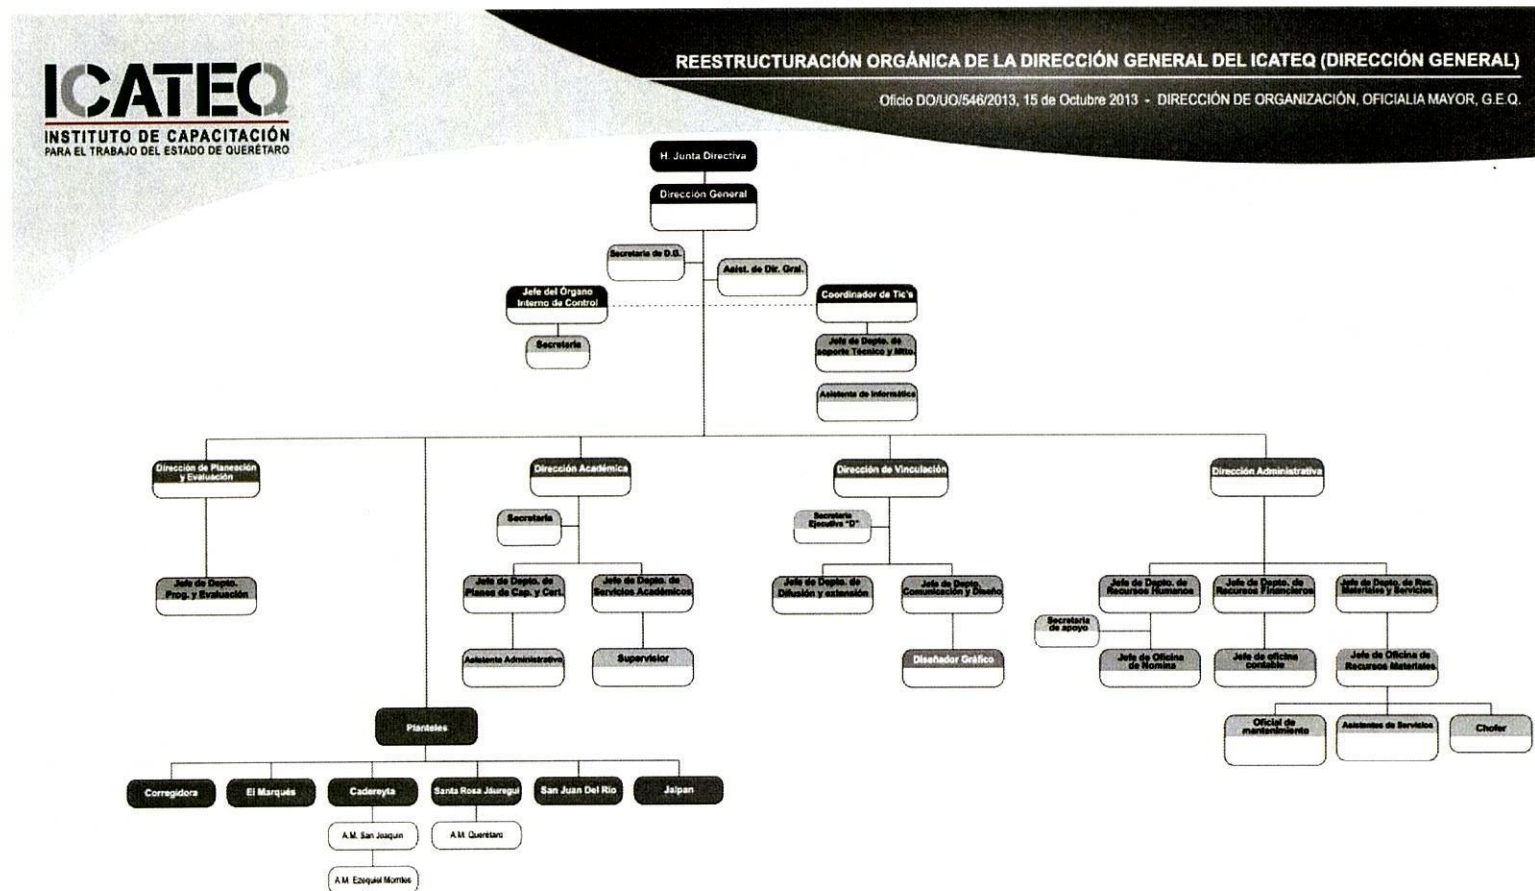 ICATEQ
INSTITUTO DE CAPACITACIÓN
PARA EL TRABAJO DEL ESTADO DE QUERÉTARO
REESTRUCTURACIÓN ORGÁNICA DE LA DIRECCIÓN GENERAL DEL ICATEQ (DIRECCIÓN GENERAL)
Oficio DO/UO/546/2013, 15 de Octubre 2013 - DIRECCIÓN DE ORGANIZACIÓN, OFICIALIA MAYOR, G.E.Q.
H. Junta Directiva
Dirección General
Secretaria de D.G.
Asist. de Dir. Gral.
Jefe del Órgano
Interno de Control
Coordinador de Tic's
Secretaria
Jefe de Depto. de
soporte Técnico y Mtto.
Asistente de Informática
Dirección de Planeación
y Evaluación
Dirección Académica
Dirección de Vinculación
Dirección Administrativa
Secretaria
Secretaria
Ejecutiva "D"
Jefe de Depto.
Prog. y Evaluación
Jefe de Depto. de
Planes de Cap. y Cert.
Jefe de Depto. de
Servicios Académicos
Jefe de Depto. de
Difusión y extensión
Jefe de Depto.
Comunicación y Diseño
Jefe de Depto. de
Recursos Humanos
Jefe de Depto. de
Recursos Financieros
Jefe de Depto. de Rec.
Materiales y Servicios
Secretaria
de apoyo
Asistente Administrativo
Supervisior
Diseñador Gráfico
Jefe de Oficina
de Nomina
Jefe de oficina
contable
Jefe de Oficina de
Recursos Materiales
Planteles
Oficial de
mantenimiento
Asistentes de Servicios
Chofer
Corregidora
El Marqués
Cadereyta
Santa Rosa Jáuregui
San Juan Del Río
Jalpan
A.M. San Joaquin
A.M. Querétaro
A.M. Ezequiel Montes